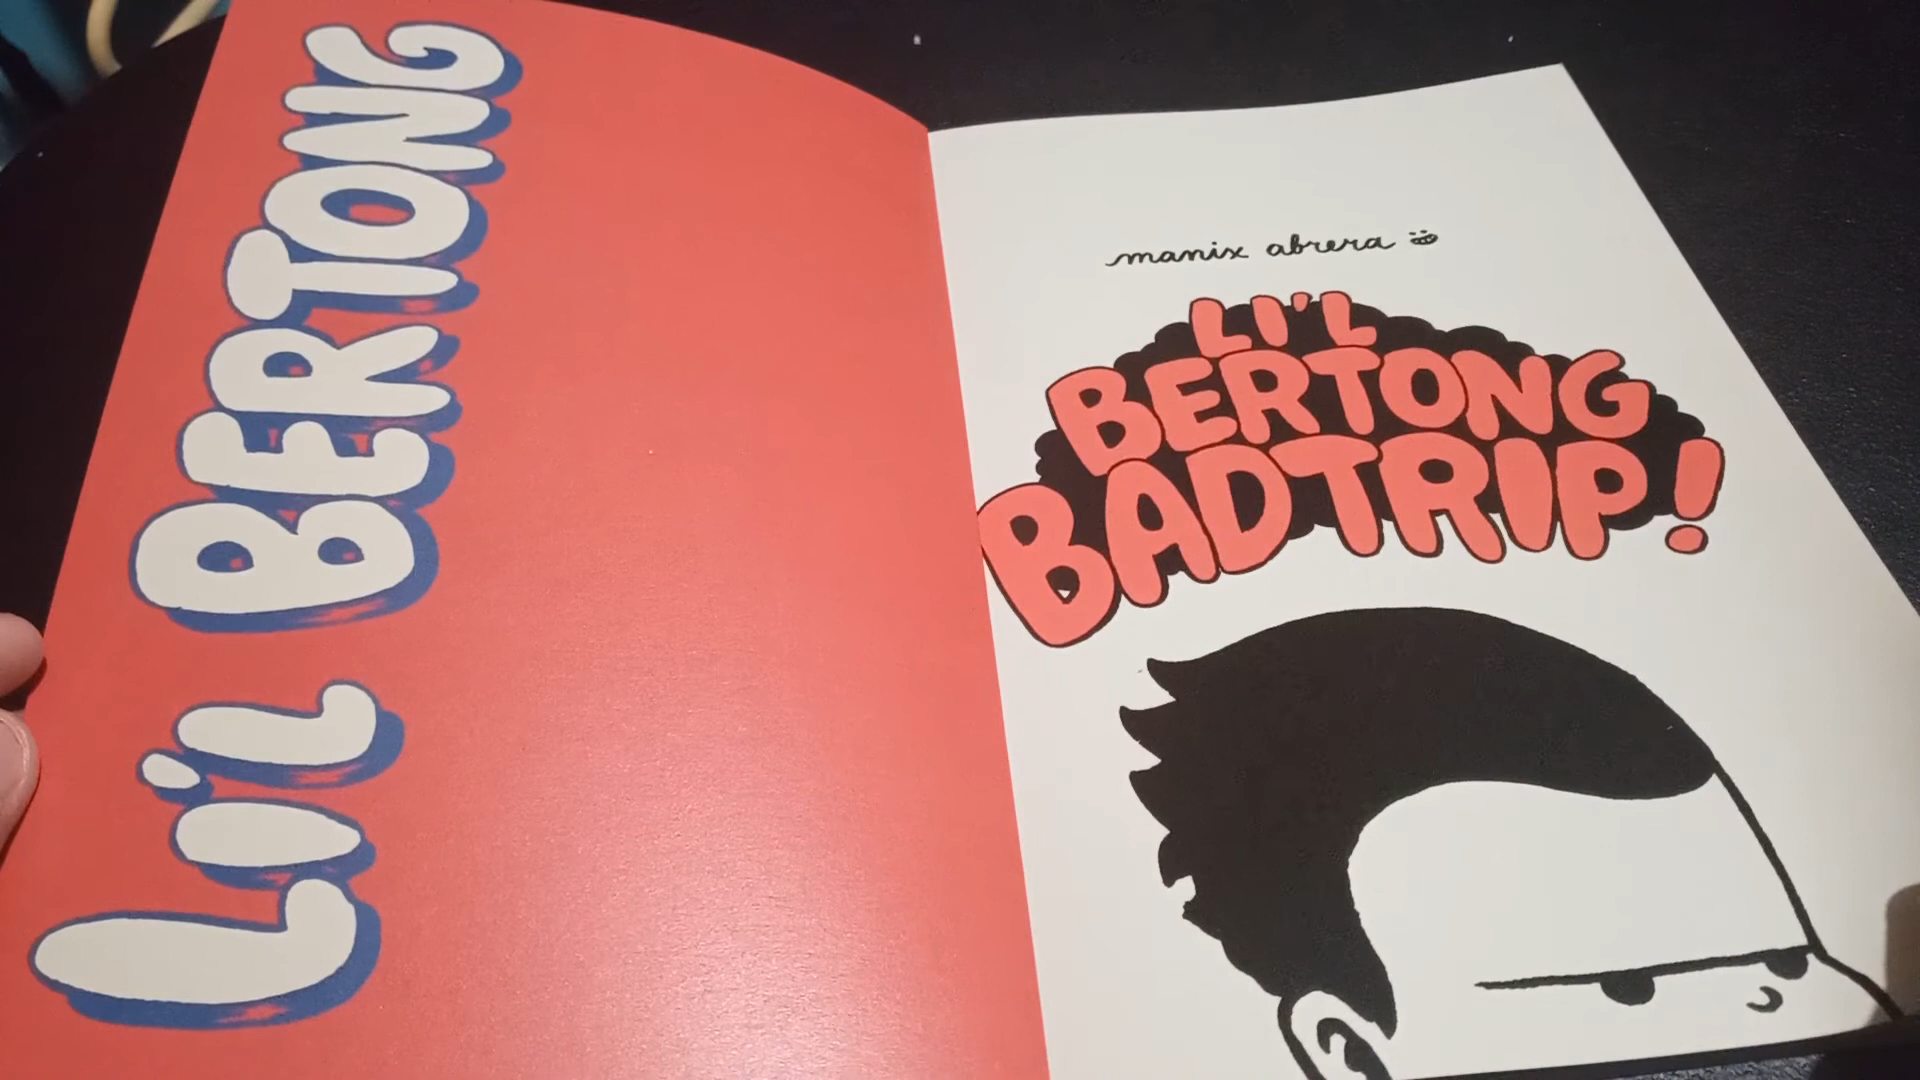 Li'l BERTONG
manix abrera
LI'L
BERTONG
BADTRIP!